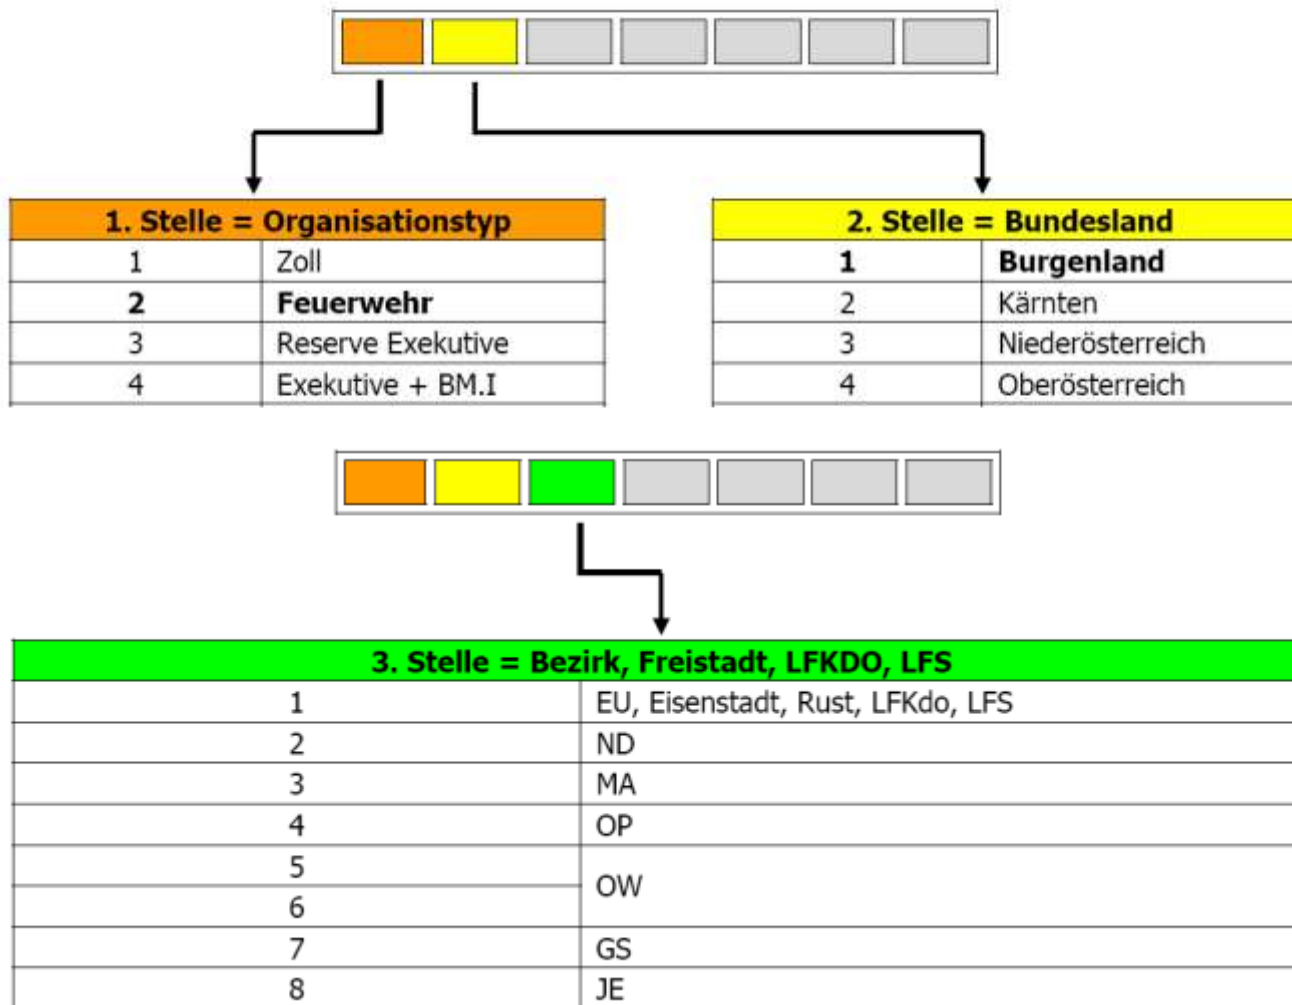 1. Stelle = Organisationstyp
1 Zoll
2 Feuerwehr
3 Reserve Exekutive
4 Exekutive + BM.I
2. Stelle = Bundesland
1 Burgenland
2 Kärnten
3 Niederösterreich
4 Oberösterreich
3. Stelle = Bezirk, Freistadt, LFKDO, LFS
1 EU, Eisenstadt, Rust, LFKdo, LFS
2 ND
3 MA
4 OP
5
OW
6
7 GS
8 JE